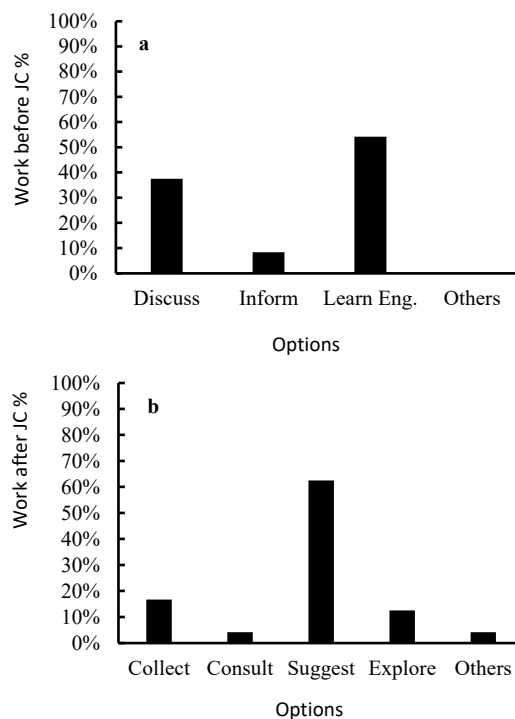 Work before JC %
100%
90%
80%
70%
60%
50%
40%
30%
20%
10%
0%
a
Discuss Inform Learn Eng. Others
Options
Work after JC %
100%
90%
80%
70%
60%
50%
40%
30%
20%
10%
0%
b
Collect Consult Suggest Explore Others
Options